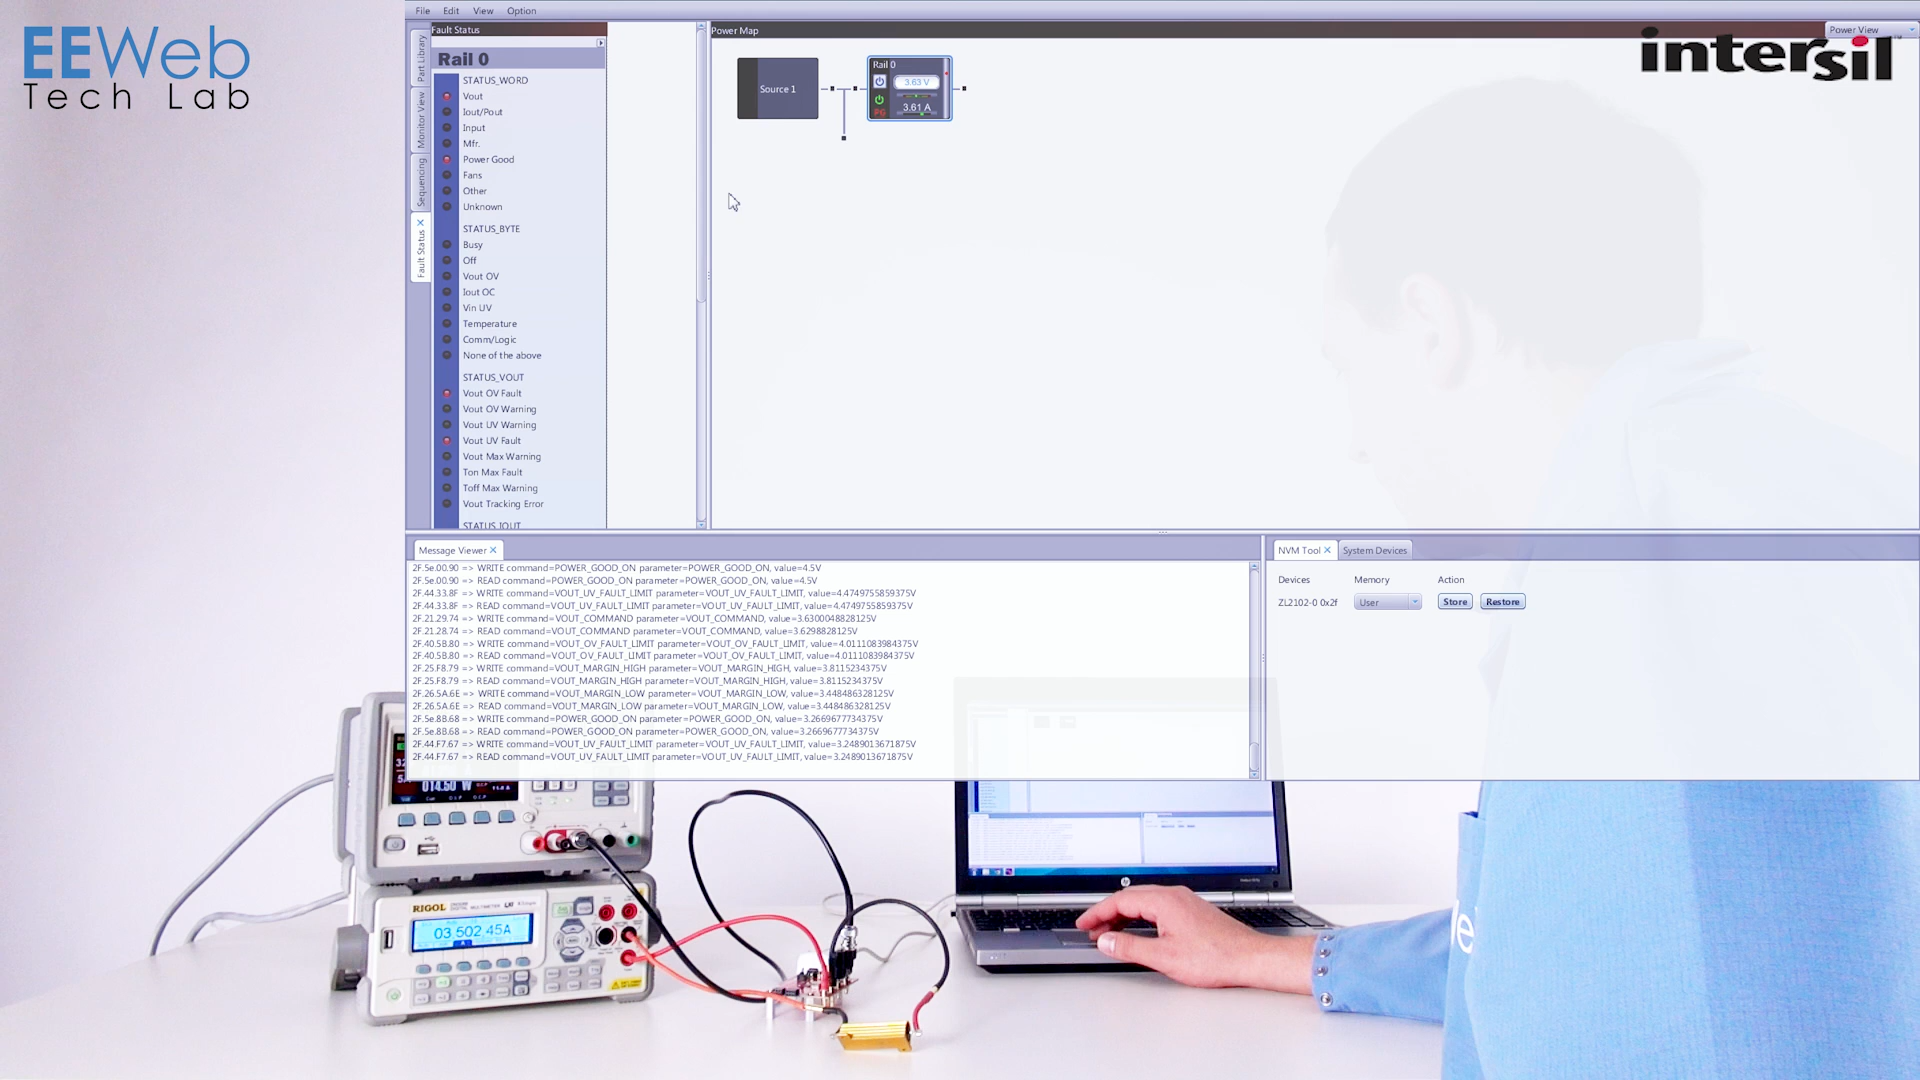 EEWeb
Tech Lab
intersil
File Edit View Option
Fault Status
Power Map
Power View
Part Library
Monitor View
Sequencing
Fault Status
Rail 0
STATUS_WORD
Vout
Iout/Pout
Input
Mfr.
Power Good
Fans
Other
Unknown
STATUS_BYTE
Busy
Off
Vout OV
Iout OC
Vin UV
Temperature
Comm/Logic
None of the above
STATUS_VOUT
Vout OV Fault
Vout OV Warning
Vout UV Warning
Vout UV Fault
Vout Max Warning
Ton Max Fault
Toff Max Warning
Vout Tracking Error
STATUS_IOUT
Source 1
Rail 0
3.63 V
3.61 A
PG
Message Viewer
2F.5e.00.90 => WRITE command=POWER_GOOD_ON parameter=POWER_GOOD_ON, value=4.5V
2F.5e.00.90 => READ command=POWER_GOOD_ON parameter=POWER_GOOD_ON, value=4.5V
2F.44.33.8F => WRITE command=VOUT_UV_FAULT_LIMIT parameter=VOUT_UV_FAULT_LIMIT, value=4.4749755859375V
2F.44.33.8F => READ command=VOUT_UV_FAULT_LIMIT parameter=VOUT_UV_FAULT_LIMIT, value=4.4749755859375V
2F.21.29.74 => WRITE command=VOUT_COMMAND parameter=VOUT_COMMAND, value=3.6300048828125V
2F.21.28.74 => READ command=VOUT_COMMAND parameter=VOUT_COMMAND, value=3.6298828125V
2F.40.5B.80 => WRITE command=VOUT_OV_FAULT_LIMIT parameter=VOUT_OV_FAULT_LIMIT, value=4.0111083984375V
2F.40.5B.80 => READ command=VOUT_OV_FAULT_LIMIT parameter=VOUT_OV_FAULT_LIMIT, value=4.0111083984375V
2F.25.F8.79 => WRITE command=VOUT_MARGIN_HIGH parameter=VOUT_MARGIN_HIGH, value=3.8115234375V
2F.25.F8.79 => READ command=VOUT_MARGIN_HIGH parameter=VOUT_MARGIN_HIGH, value=3.8115234375V
2F.26.5A.6E => WRITE command=VOUT_MARGIN_LOW parameter=VOUT_MARGIN_LOW, value=3.448486328125V
2F.26.5A.6E => READ command=VOUT_MARGIN_LOW parameter=VOUT_MARGIN_LOW, value=3.448486328125V
2F.5e.8B.68 => WRITE command=POWER_GOOD_ON parameter=POWER_GOOD_ON, value=3.2669677734375V
2F.5e.8B.68 => READ command=POWER_GOOD_ON parameter=POWER_GOOD_ON, value=3.2669677734375V
2F.44.F7.67 => WRITE command=VOUT_UV_FAULT_LIMIT parameter=VOUT_UV_FAULT_LIMIT, value=3.2489013671875V
2F.44.F7.67 => READ command=VOUT_UV_FAULT_LIMIT parameter=VOUT_UV_FAULT_LIMIT, value=3.2489013671875V
NVM Tool System Devices
Devices Memory Action
ZL2102-0 0x2f User Store Restore
RIGOL
03.502,45A
hp